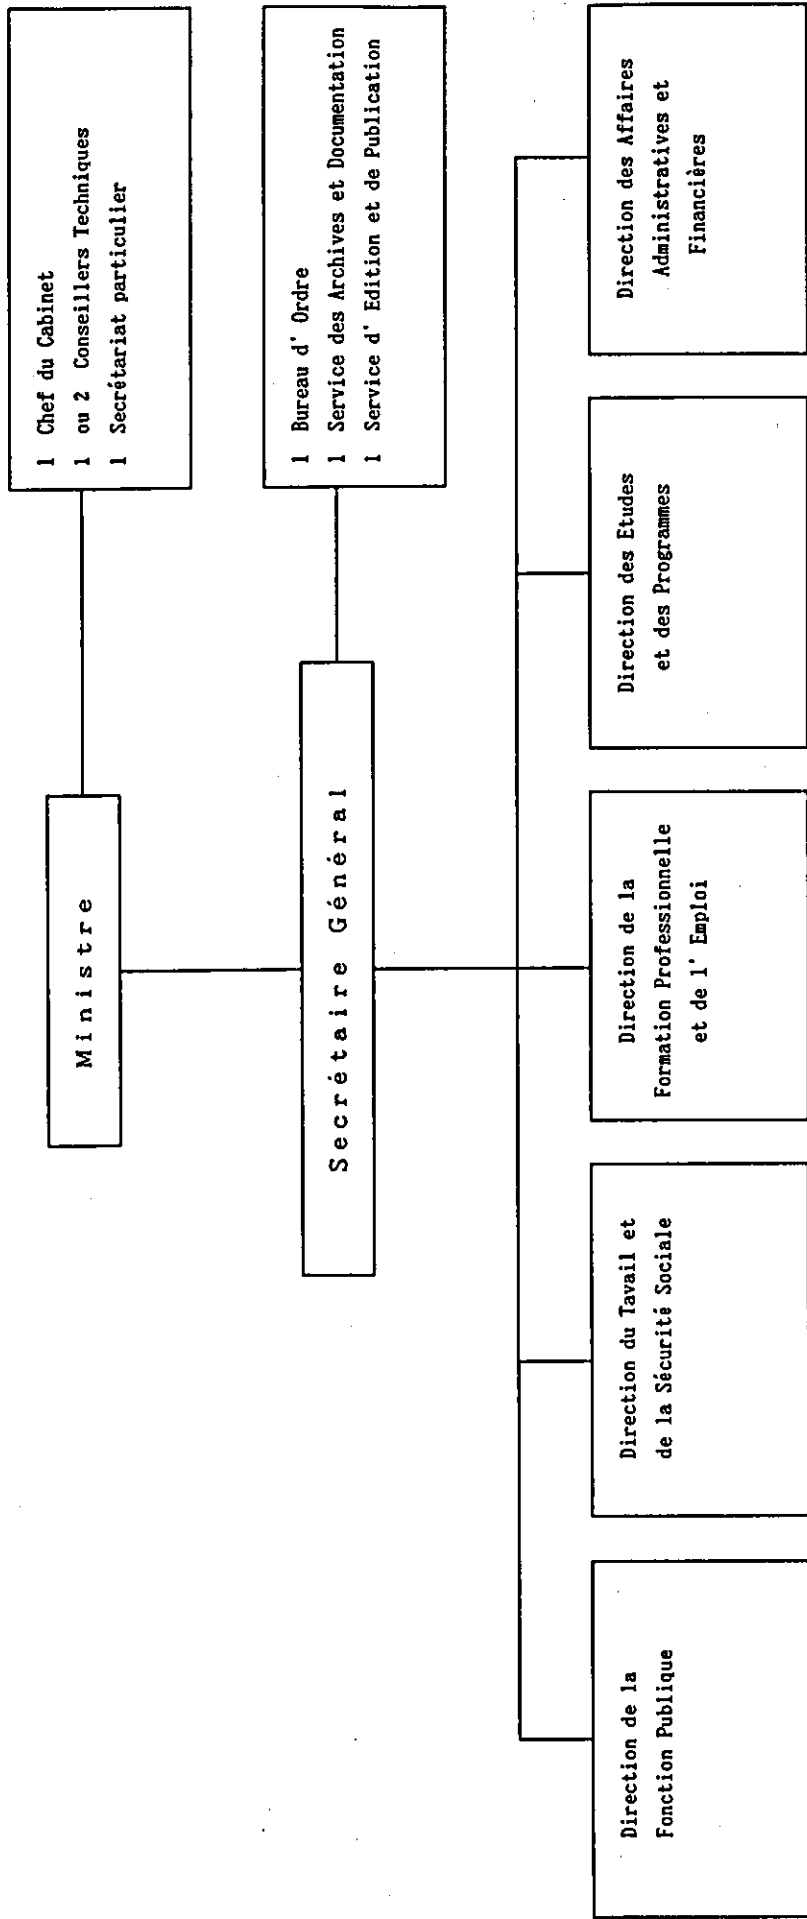 Ministre
1 Chef du Cabinet
1 ou 2 Conseillers Techniques
1 Secrétariat particulier
Secrétaire Général
1 Bureau d' Ordre
1 Service des Archives et Documentation
1 Service d' Edition et de Publication
Direction de la
Fonction Publique
Direction du Tavail et
de la Sécurité Sociale
Direction de la
Formation Professionnelle
et de l' Emploi
Direction des Etudes
et des Programmes
Direction des Affaires
Administratives et
Financières